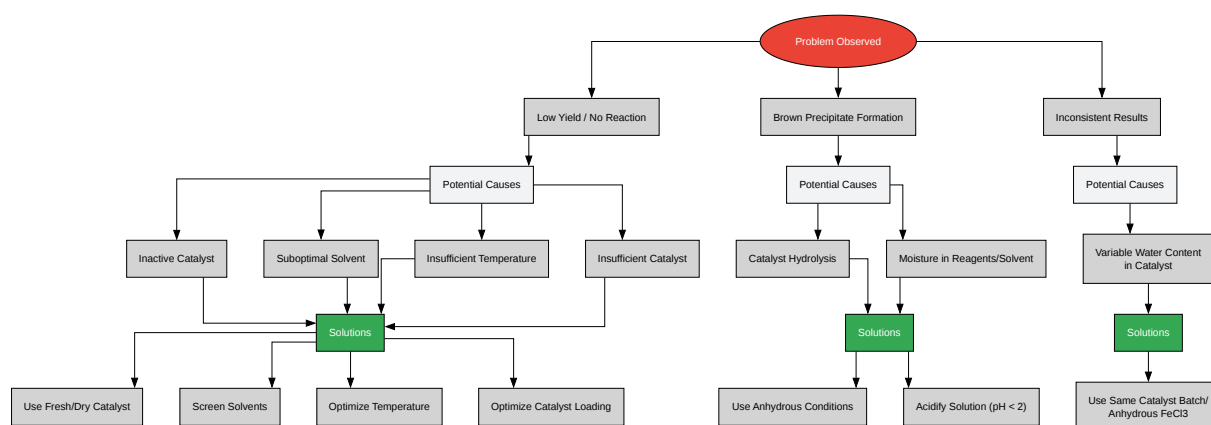 Problem Observed
Low Yield / No Reaction
Brown Precipitate Formation
Inconsistent Results
Potential Causes
Potential Causes
Potential Causes
Inactive Catalyst
Suboptimal Solvent
Insufficient Temperature
Insufficient Catalyst
Catalyst Hydrolysis
Moisture in Reagents/Solvent
Variable Water Content
in Catalyst
Solutions
Solutions
Solutions
Use Fresh/Dry Catalyst
Screen Solvents
Optimize Temperature
Optimize Catalyst Loading
Use Anhydrous Conditions
Acidify Solution (pH < 2)
Use Same Catalyst Batch/
Anhydrous FeCl3